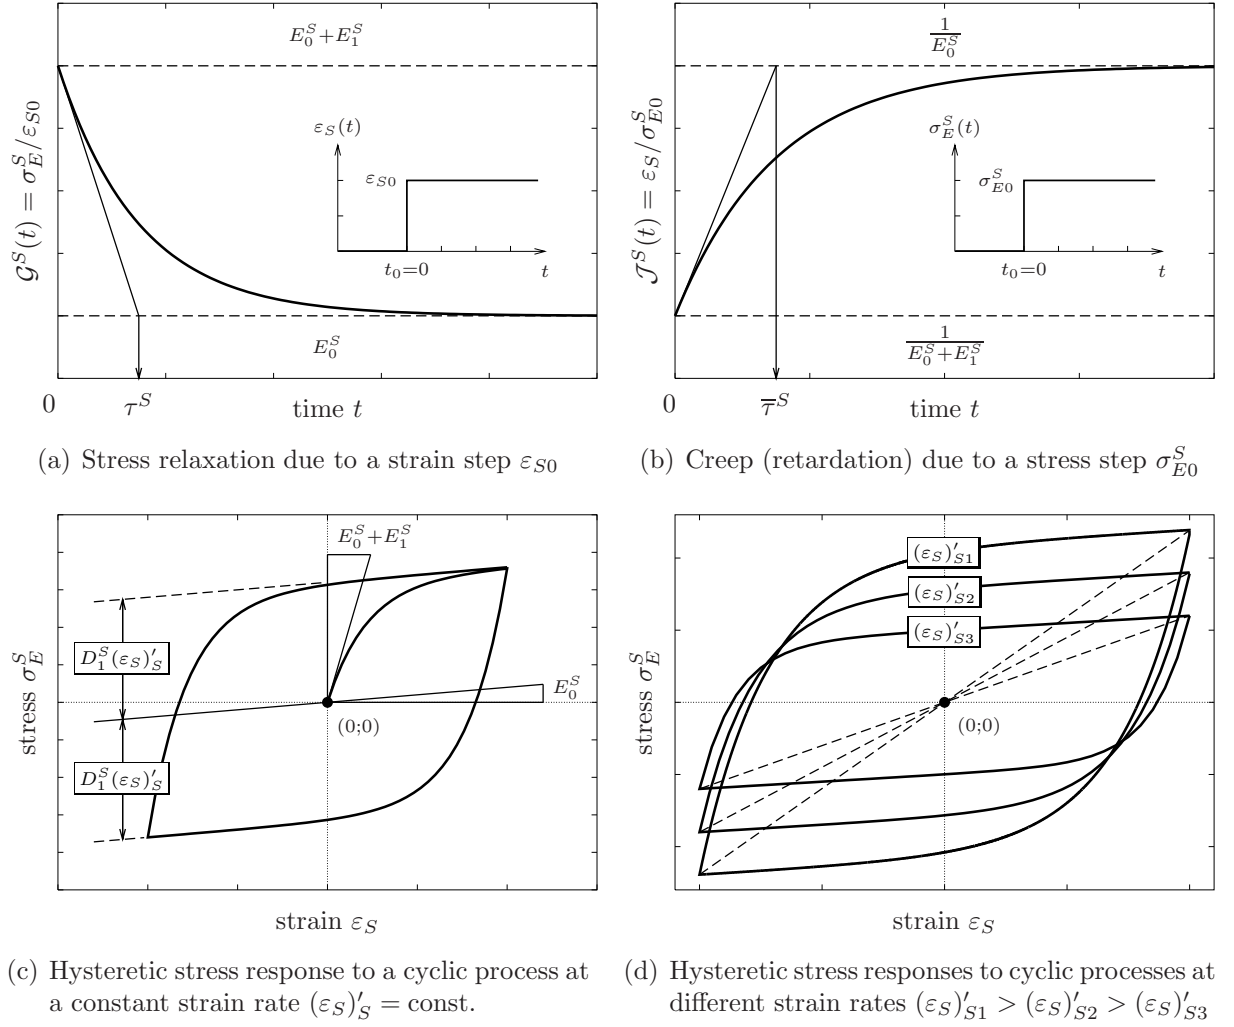 E_0^S + E_1^S
𝒢^S(t) = σ_E^S/ε_{S0}
ε_S(t)
ε_{S0}
t_0=0
t
E_0^S
0
τ^S
time t
(a) Stress relaxation due to a strain step ε_{S0}
1/E_0^S
𝒥^S(t) = ε_S/σ_{E0}^S
σ_E^S(t)
σ_{E0}^S
t_0=0
t
1/(E_0^S+E_1^S)
0
τ̅^S
time t
(b) Creep (retardation) due to a stress step σ_{E0}^S
E_0^S+E_1^S
stress σ_E^S
D_1^S(ε_S)′_S
E_0^S
(0;0)
D_1^S(ε_S)′_S
strain ε_S
(c) Hysteretic stress response to a cyclic process at
a constant strain rate (ε_S)′_S = const.
(ε_S)′_{S1}
(ε_S)′_{S2}
(ε_S)′_{S3}
stress σ_E^S
(0;0)
strain ε_S
(d) Hysteretic stress responses to cyclic processes at
different strain rates (ε_S)′_{S1} > (ε_S)′_{S2} > (ε_S)′_{S3}